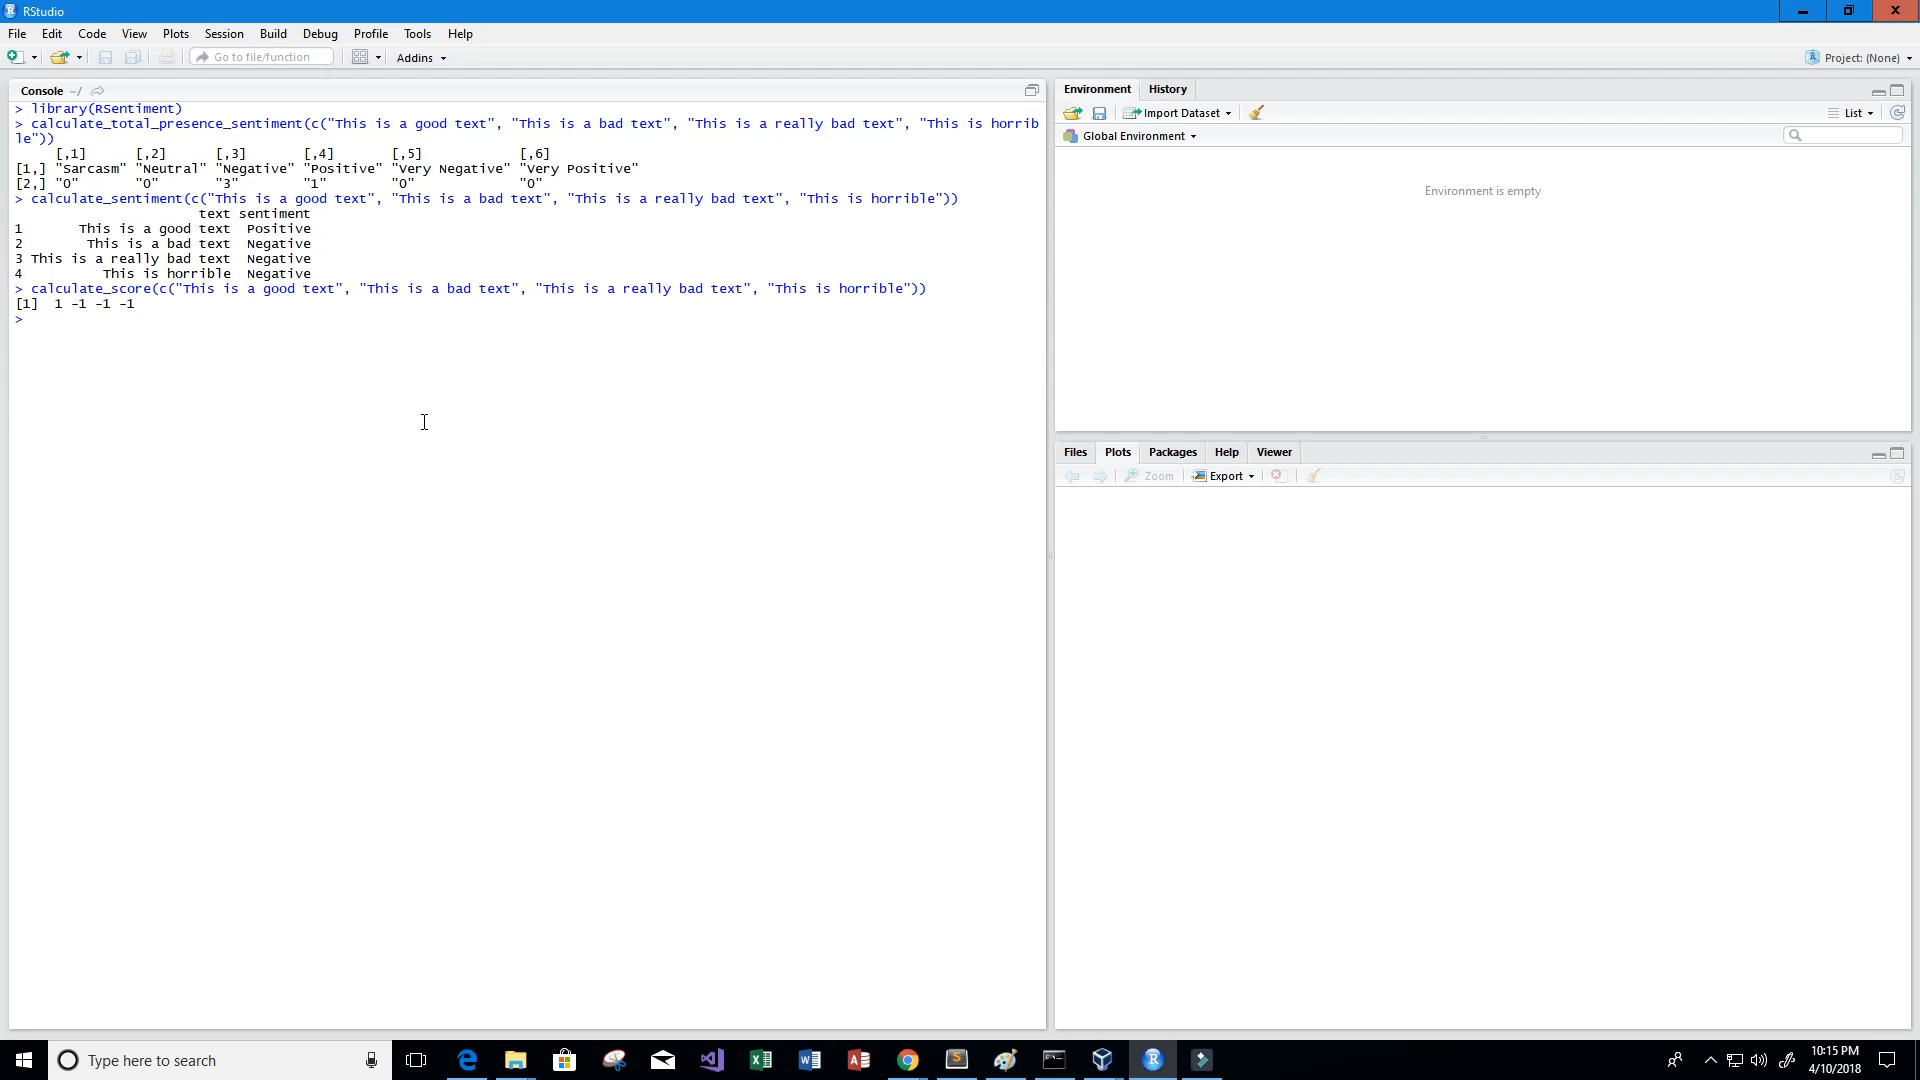 RStudio
File Edit Code View Plots Session Build Debug Profile Tools Help
Go to file/function Addins Project: (None)
Console ~/
> library(RSentiment)
> calculate_total_presence_sentiment(c("This is a good text", "This is a bad text", "This is a really bad text", "This is horrib
le"))
     [,1]      [,2]      [,3]       [,4]       [,5]            [,6]
[1,] "Sarcasm" "Neutral" "Negative" "Positive" "Very Negative" "Very Positive"
[2,] "0"       "0"       "3"        "1"        "0"             "0"
> calculate_sentiment(c("This is a good text", "This is a bad text", "This is a really bad text", "This is horrible"))
                       text sentiment
1       This is a good text  Positive
2        This is a bad text  Negative
3 This is a really bad text  Negative
4          This is horrible  Negative
> calculate_score(c("This is a good text", "This is a bad text", "This is a really bad text", "This is horrible"))
[1]  1 -1 -1 -1
>
Environment History
Import Dataset List
Global Environment
Environment is empty
Files Plots Packages Help Viewer
Zoom Export
Type here to search
10:15 PM
4/10/2018